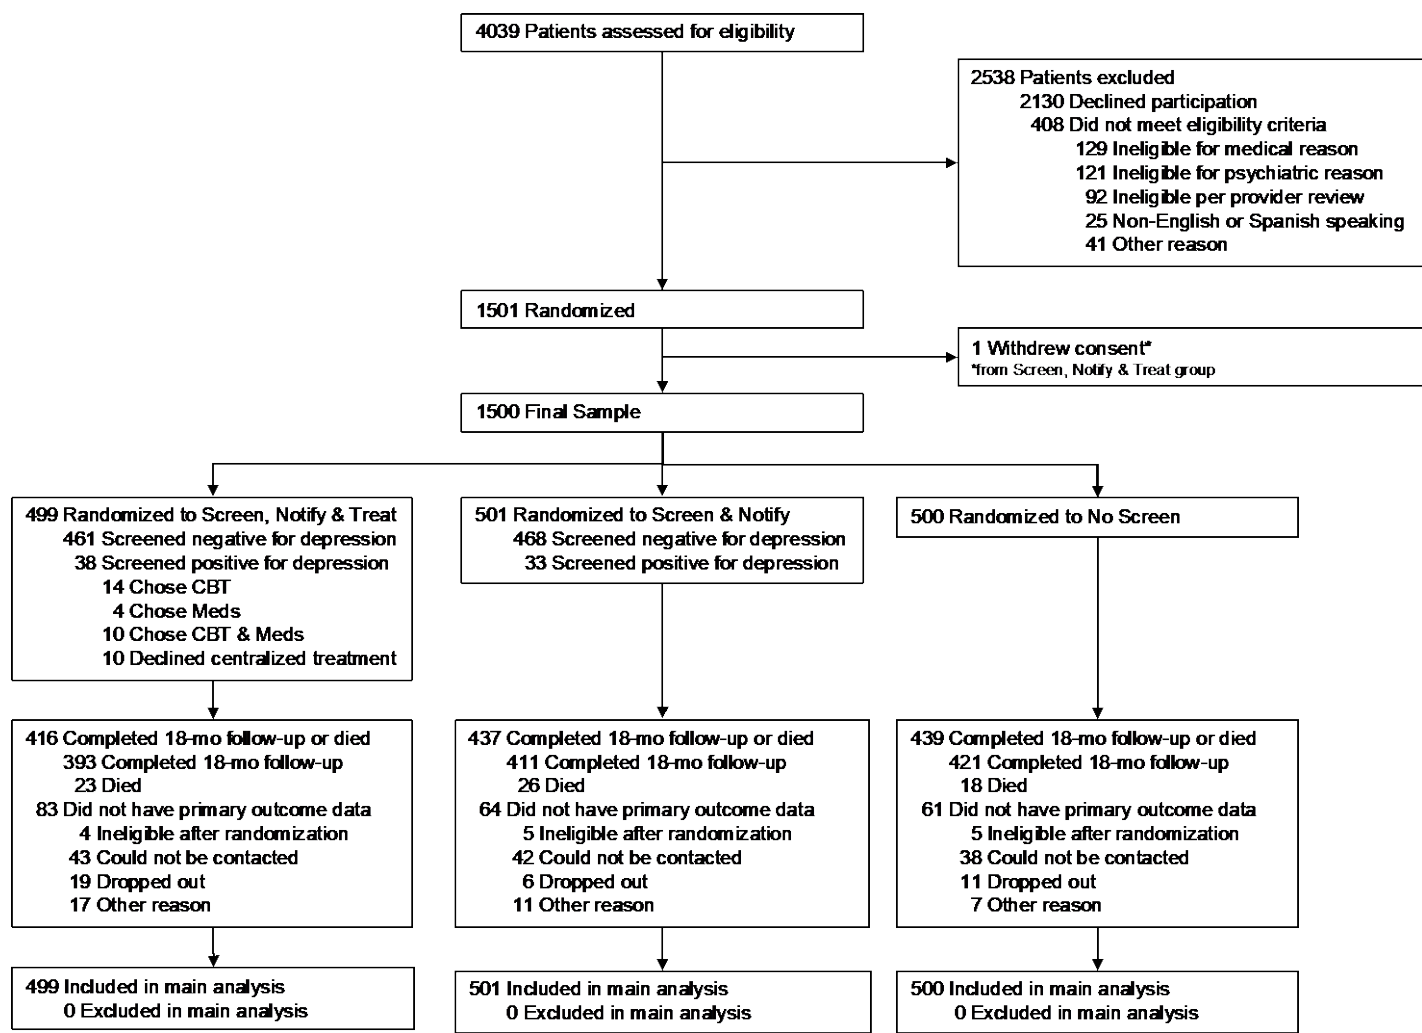 4039 Patients assessed for eligibility
2538 Patients excluded
2130 Declined participation
408 Did not meet eligibility criteria
129 Ineligible for medical reason
121 Ineligible for psychiatric reason
92 Ineligible per provider review
25 Non-English or Spanish speaking
41 Other reason
1501 Randomized
1 Withdrew consent*
*from Screen, Notify & Treat group
1500 Final Sample
499 Randomized to Screen, Notify & Treat
461 Screened negative for depression
38 Screened positive for depression
14 Chose CBT
4 Chose Meds
10 Chose CBT & Meds
10 Declined centralized treatment
501 Randomized to Screen & Notify
468 Screened negative for depression
33 Screened positive for depression
500 Randomized to No Screen
416 Completed 18-mo follow-up or died
393 Completed 18-mo follow-up
23 Died
83 Did not have primary outcome data
4 Ineligible after randomization
43 Could not be contacted
19 Dropped out
17 Other reason
437 Completed 18-mo follow-up or died
411 Completed 18-mo follow-up
26 Died
64 Did not have primary outcome data
5 Ineligible after randomization
42 Could not be contacted
6 Dropped out
11 Other reason
439 Completed 18-mo follow-up or died
421 Completed 18-mo follow-up
18 Died
61 Did not have primary outcome data
5 Ineligible after randomization
38 Could not be contacted
11 Dropped out
7 Other reason
499 Included in main analysis
0 Excluded in main analysis
501 Included in main analysis
0 Excluded in main analysis
500 Included in main analysis
0 Excluded in main analysis